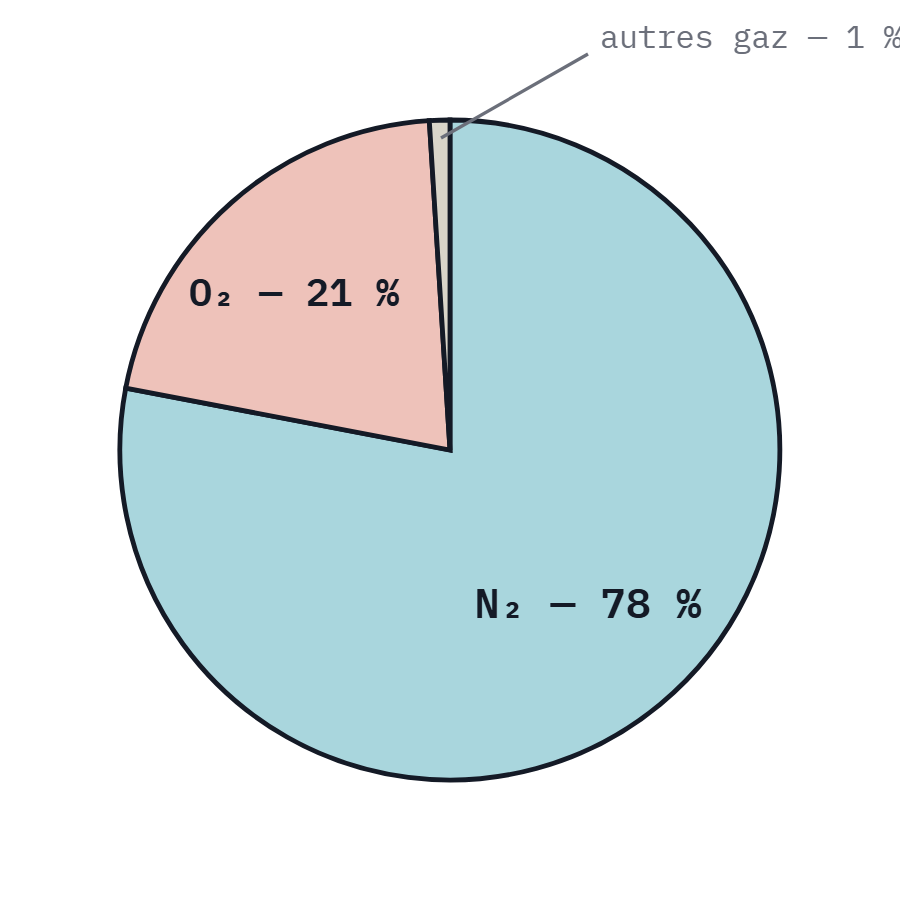 autres gaz — 1 %
O₂ — 21 %
N₂ — 78 %